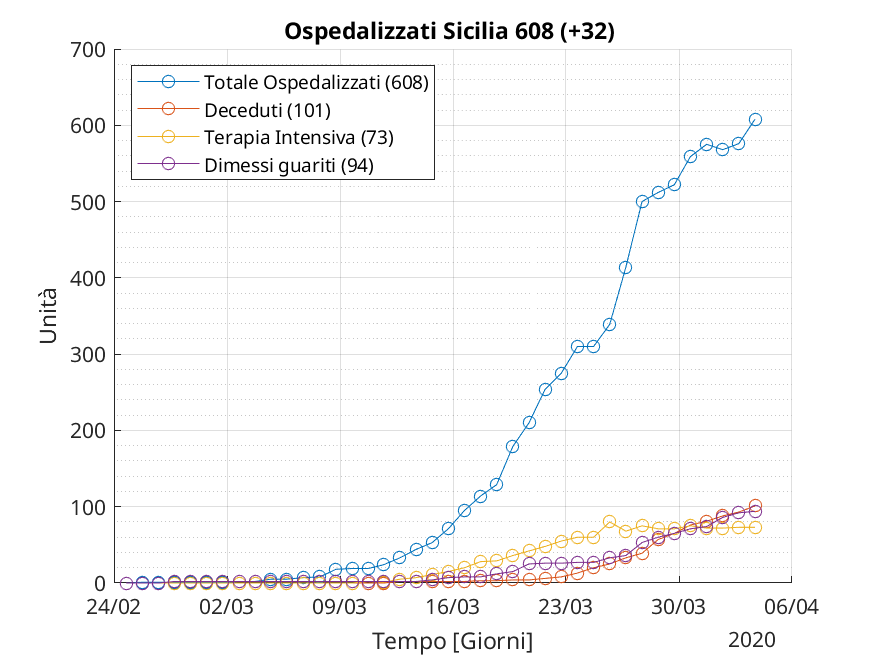 Ospedalizzati Sicilia 608 (+32)
700
600
500
400
300
200
100
0
Unità
Totale Ospedalizzati (608)
Deceduti (101)
Terapia Intensiva (73)
Dimessi guariti (94)
24/02 02/03 09/03 16/03 23/03 30/03 06/04
Tempo [Giorni]
2020